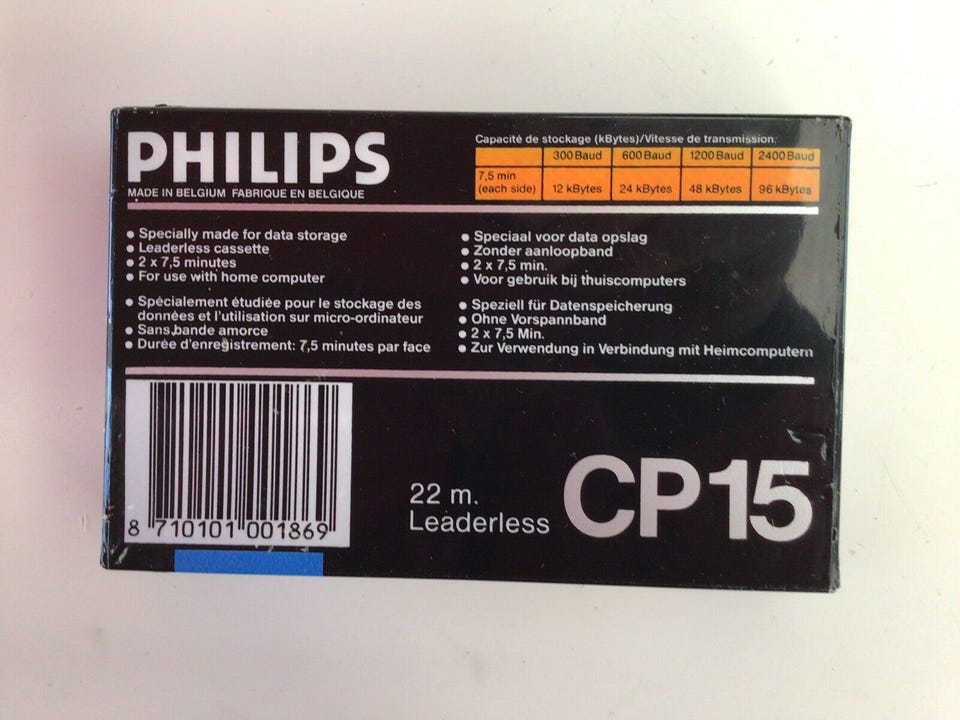 PHILIPS
MADE IN BELGIUM FABRIQUE EN BELGIQUE
Capacité de stockage (kBytes)/Vitesse de transmission:
300 Baud 600 Baud 1200 Baud 2400 Baud
7,5 min
(each side) 12 kBytes 24 kBytes 48 kBytes 96 kBytes
• Specially made for data storage
• Leaderless cassette
• 2 x 7,5 minutes
• For use with home computer
• Spécialement étudiée pour le stockage des
données et l'utilisation sur micro-ordinateur
• Sans bande amorce
• Durée d'enregistrement: 7,5 minutes par face
• Speciaal voor data opslag
• Zonder aanloopband
• 2 x 7,5 min.
• Voor gebruik bij thuiscomputers
• Speziell für Datenspeicherung
• Ohne Vorspannband
• 2 x 7,5 Min.
• Zur Verwendung in Verbindung mit Heimcomputern
8 710101 001869
22 m.
Leaderless
CP15